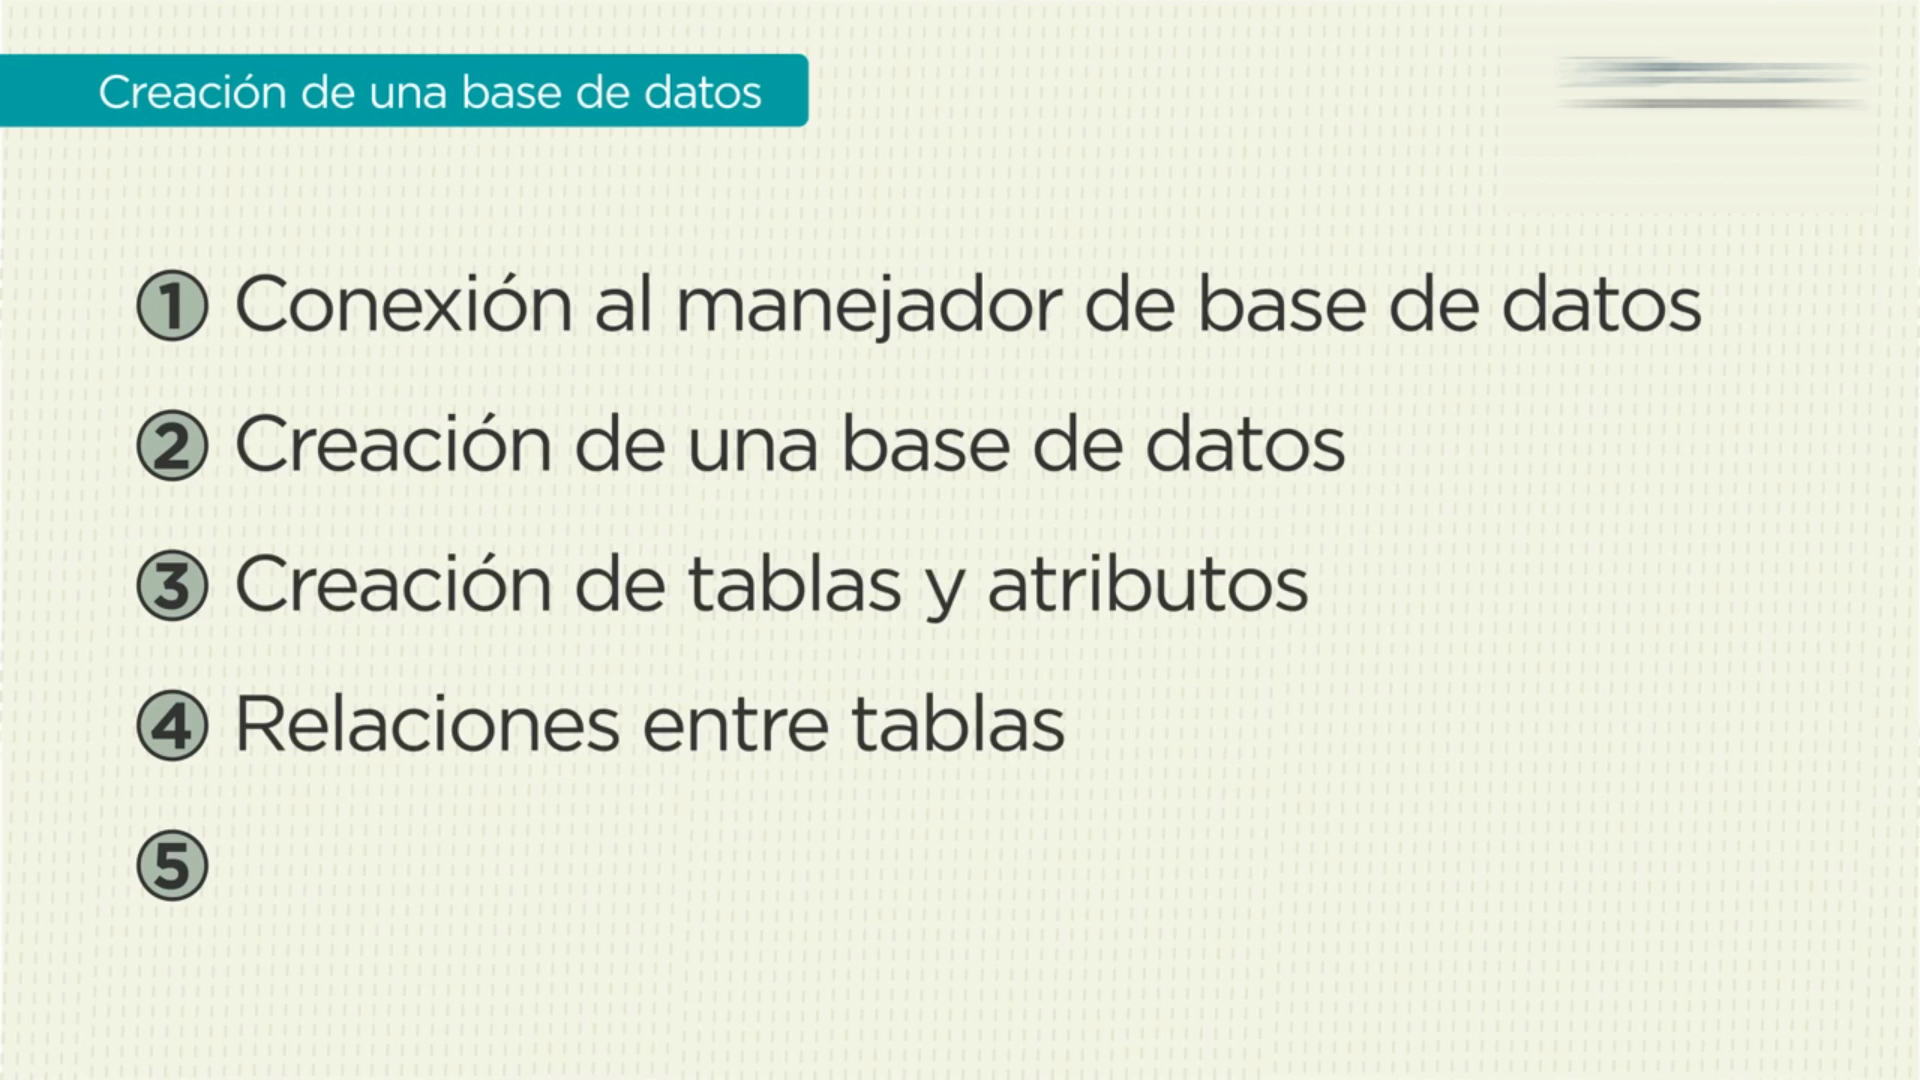 Creación de una base de datos
1 Conexión al manejador de base de datos
2 Creación de una base de datos
3 Creación de tablas y atributos
4 Relaciones entre tablas
5